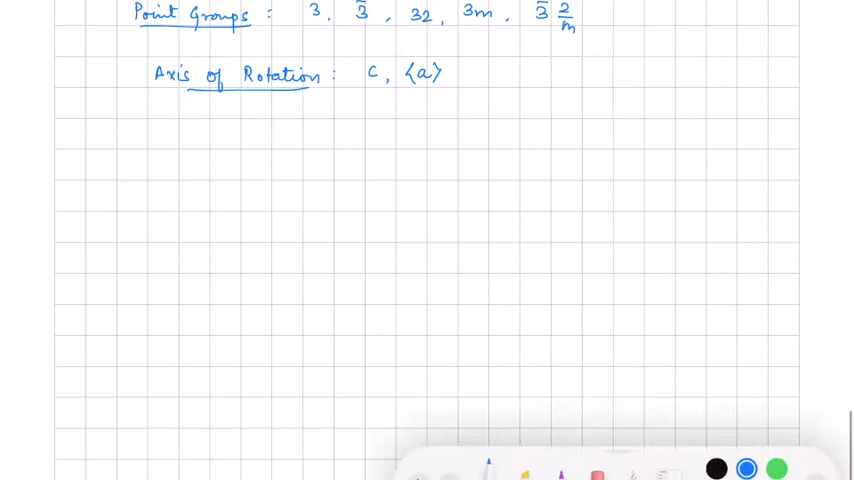 Point Groups : 3, 3̅, 32, 3m, 3̅ 2/m
Axis of Rotation : c, ⟨a⟩